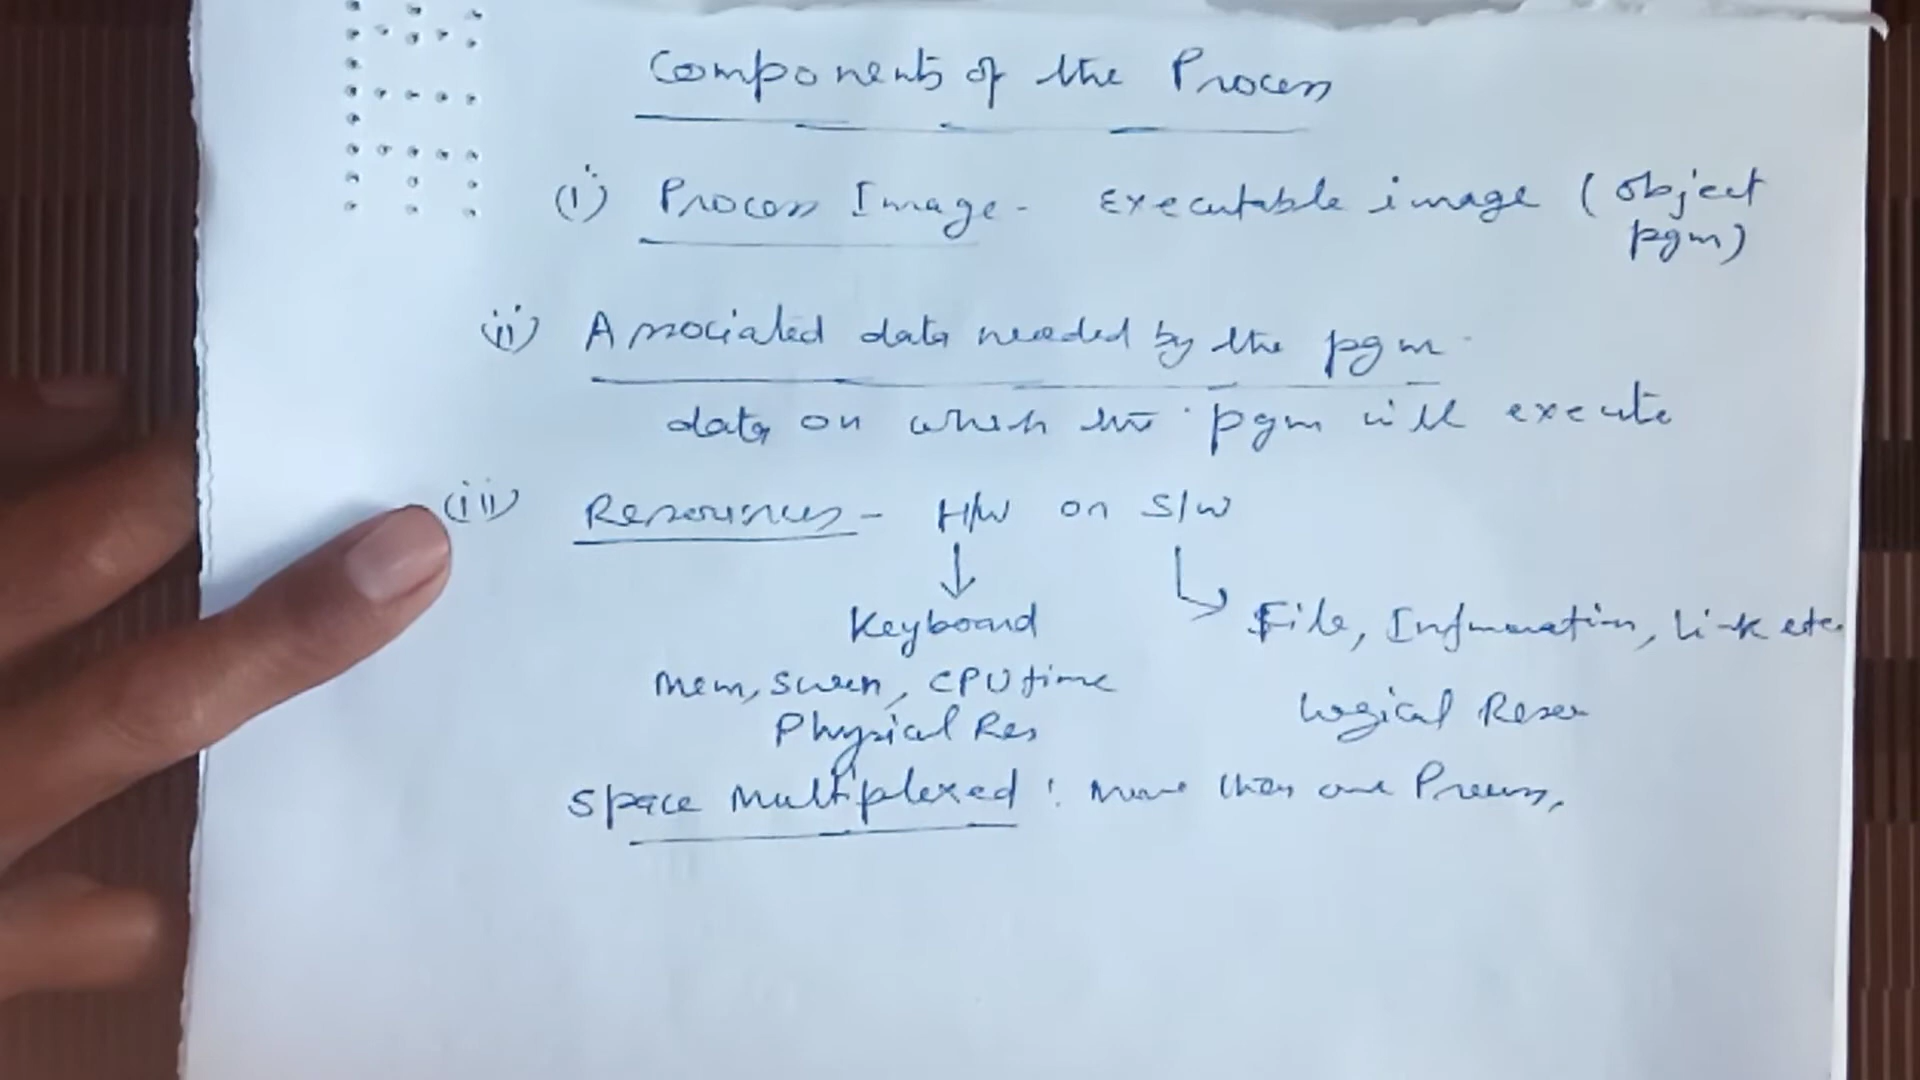 Components of the Process
(i) Process Image - Executable image (object
pgm)
ii) Associated data needed by the pgm
data on which the pgm will execute
(iii) Resources - H/W or S/W
Keyboard
File, Information, Link etc.
Mem, Screen, CPU time
Logical Reso
Physical Res
Space Multiplexed : More than one Process,